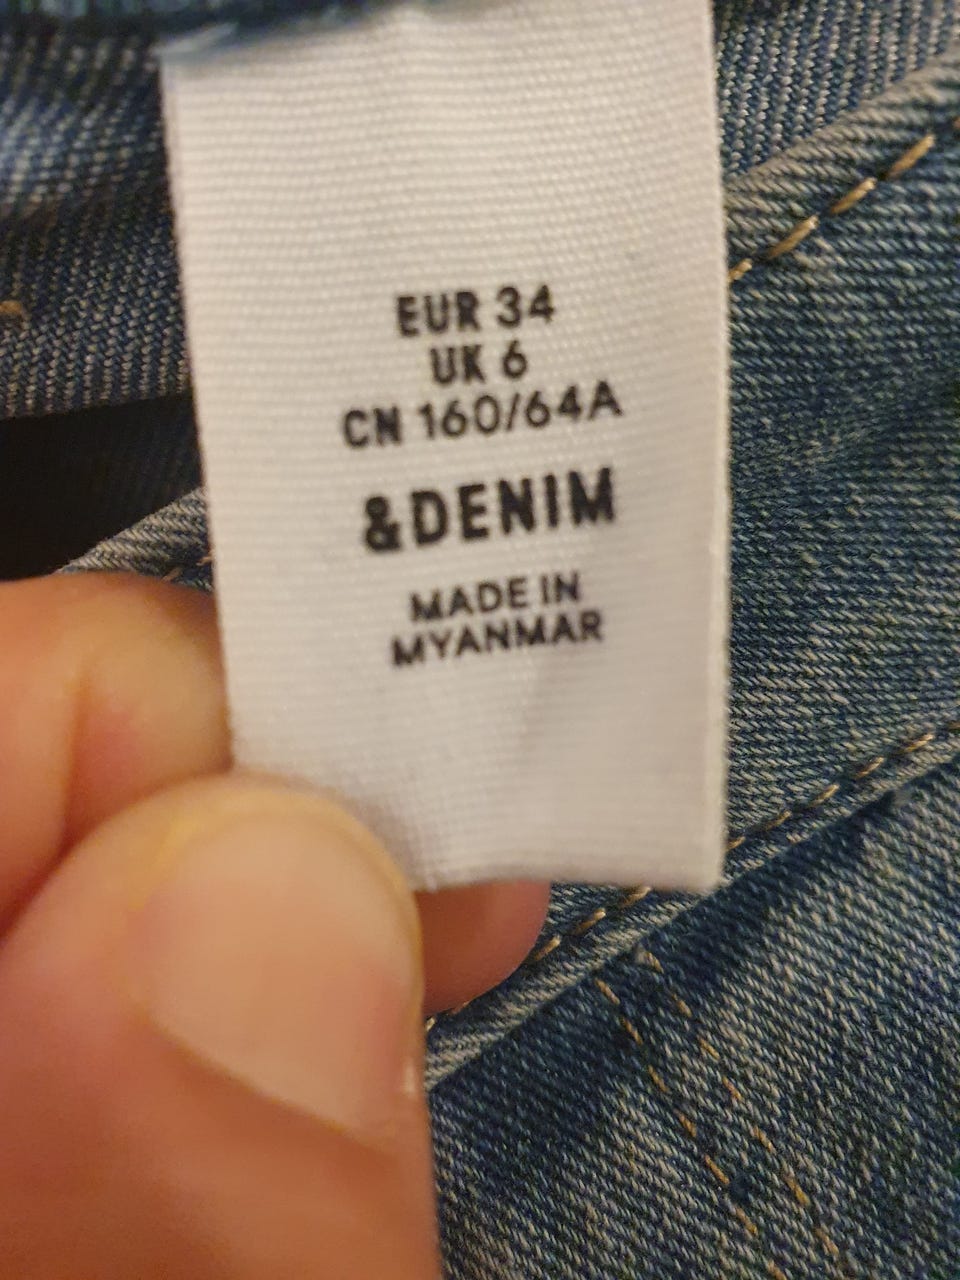 EUR 34
UK 6
CN 160/64A
&DENIM
MADE IN
MYANMAR